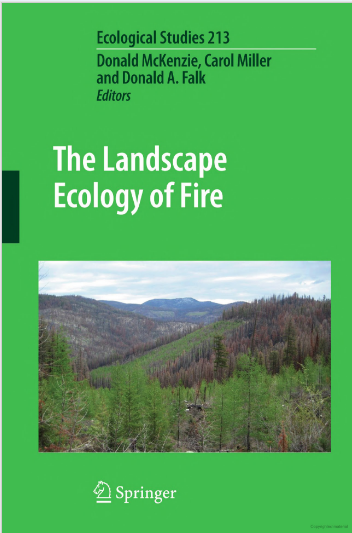 Ecological Studies 213
Donald McKenzie, Carol Miller
and Donald A. Falk
Editors
The Landscape
Ecology of Fire
Springer